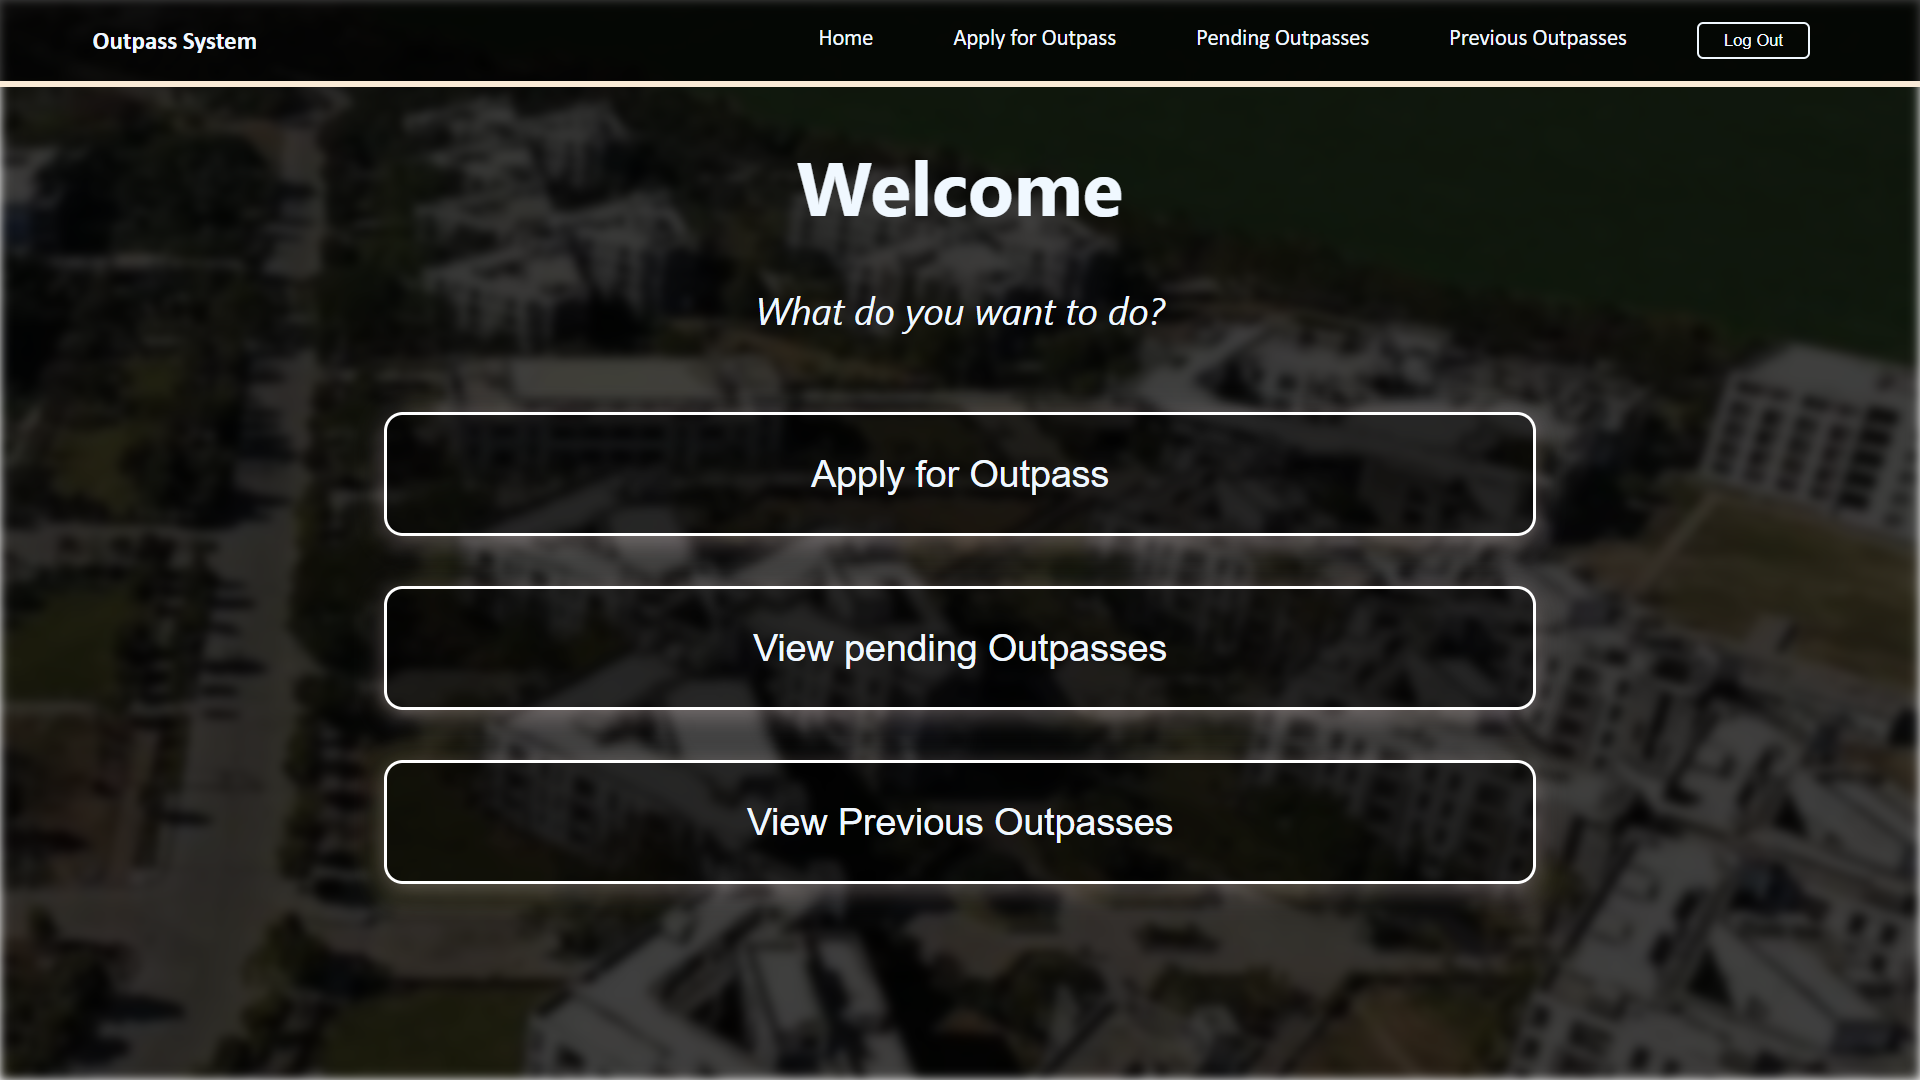 Outpass System
Home
Apply for Outpass
Pending Outpasses
Previous Outpasses
Log Out
Welcome
What do you want to do?
Apply for Outpass
View pending Outpasses
View Previous Outpasses